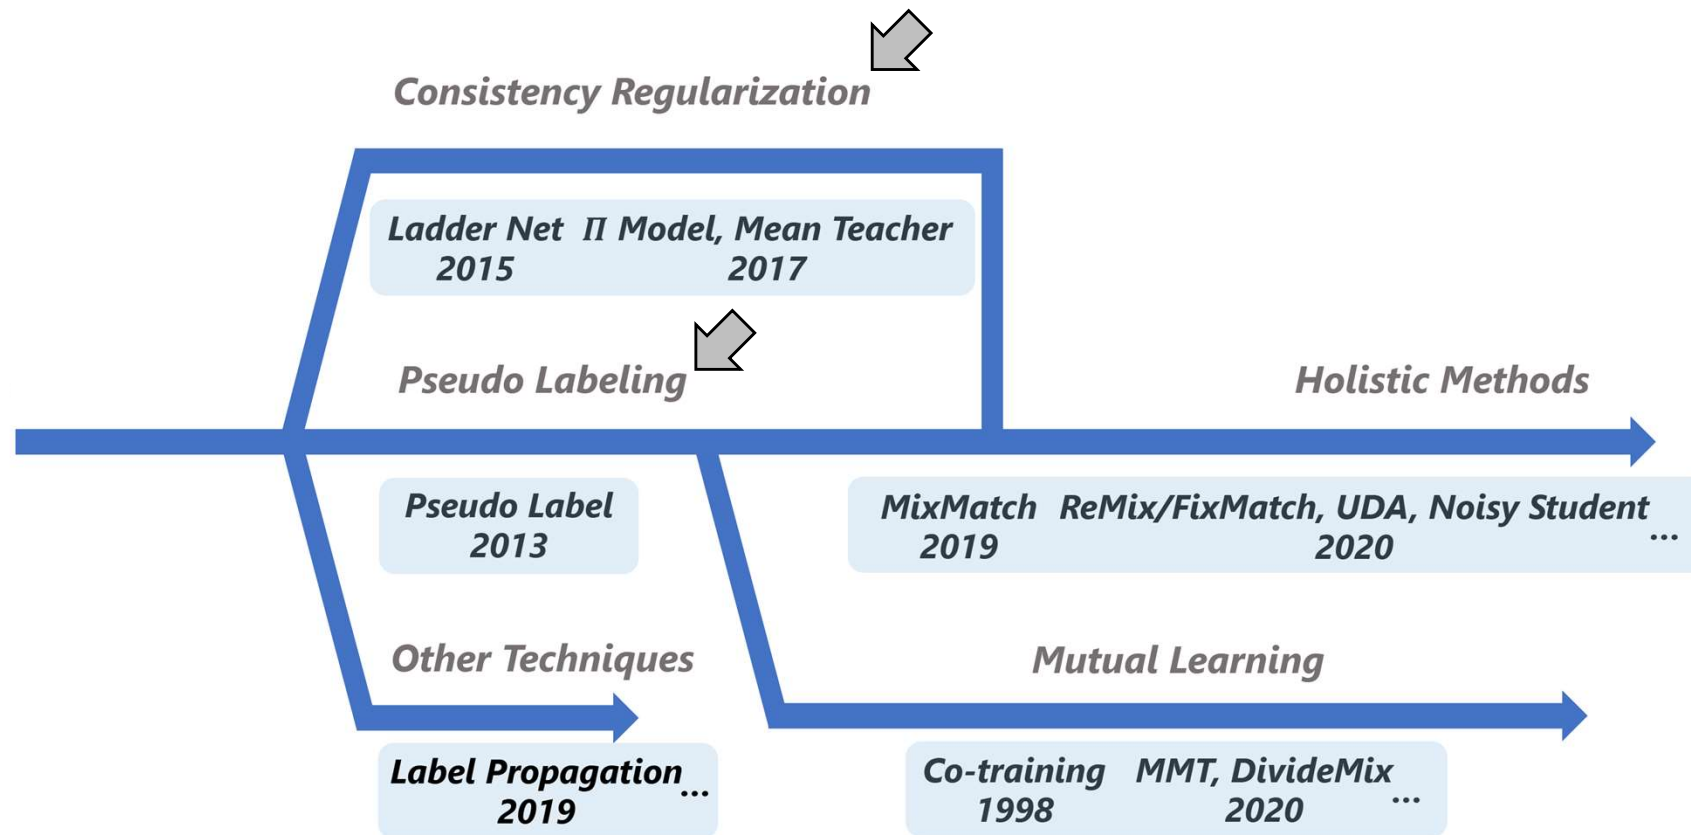 Consistency Regularization
Ladder Net Π Model, Mean Teacher
2015 2017
Pseudo Labeling
Holistic Methods
Pseudo Label
2013
MixMatch ReMix/FixMatch, UDA, Noisy Student
2019 2020 ...
Other Techniques
Mutual Learning
Label Propagation
2019 ...
Co-training MMT, DivideMix
1998 2020 ...